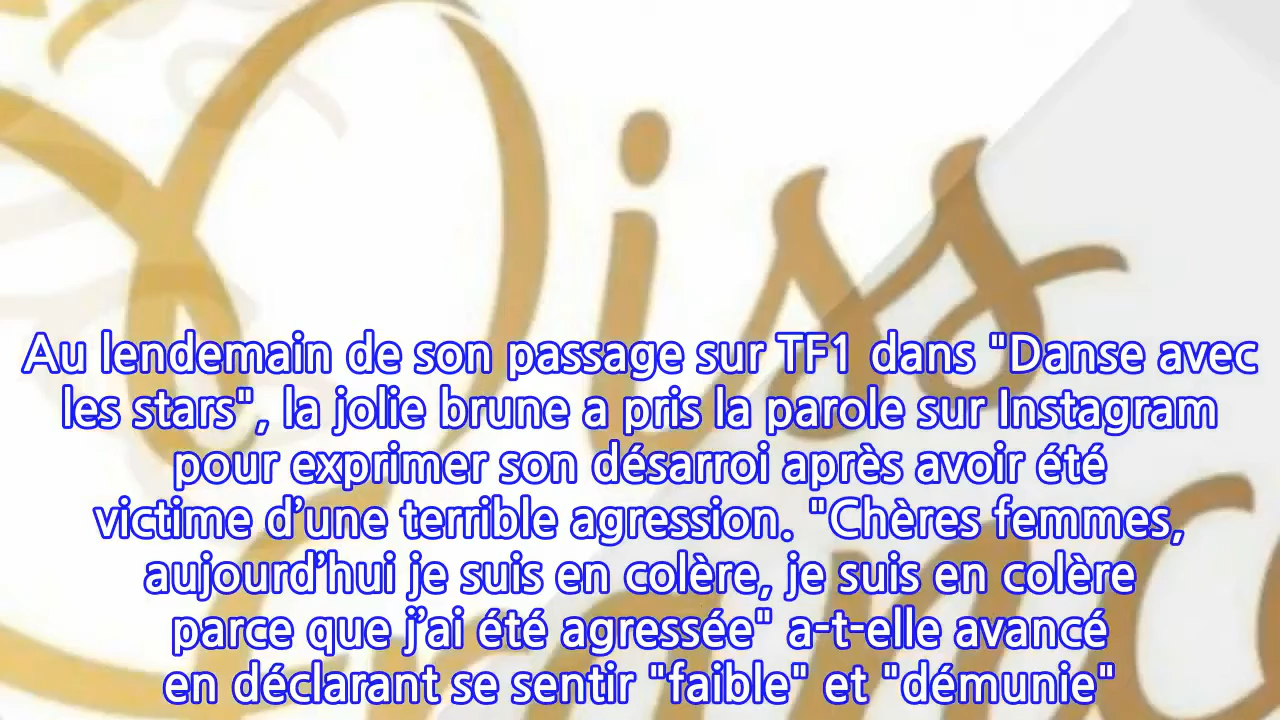 Miss
France
Au lendemain de son passage sur TF1 dans "Danse avec
les stars", la jolie brune a pris la parole sur Instagram
pour exprimer son désarroi après avoir été
victime d’une terrible agression. "Chères femmes,
aujourd’hui je suis en colère, je suis en colère
parce que j’ai été agressée" a-t-elle avancé
en déclarant se sentir "faible" et "démunie"